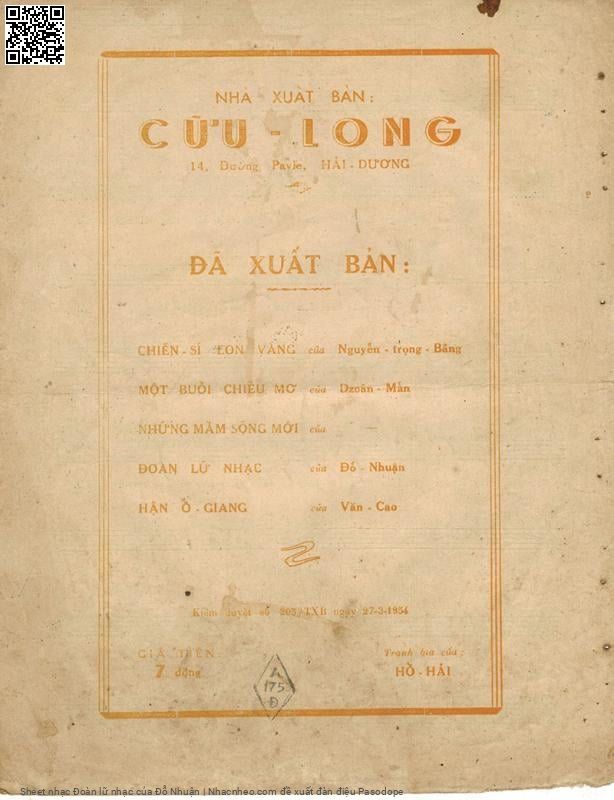 NHÀ XUẤT BẢN:
CỬU - LONG
14, Đường Pavie, HẢI - DƯƠNG
ĐÃ XUẤT BẢN:
CHIẾN - SĨ LON VÀNG của Nguyễn - trọng - Bằng
MỘT BUỔI CHIỀU MƠ của Dzoãn - Mẫn
NHỮNG MẦM SỐNG MỚI của
ĐOÀN LỮ NHẠC của Đỗ - Nhuận
HẬN Ô - GIANG của Văn - Cao
Kiểm duyệt số 203/TXB ngày 27-3-1954
GIÁ TRÊN:
7 đồng
Tranh bìa của:
HỒ - HẢI
A
175
Đ
Sheet nhạc Đoàn lữ nhạc của Đỗ Nhuận | Nhacnheo.com đề xuất đàn điệu Pasodope